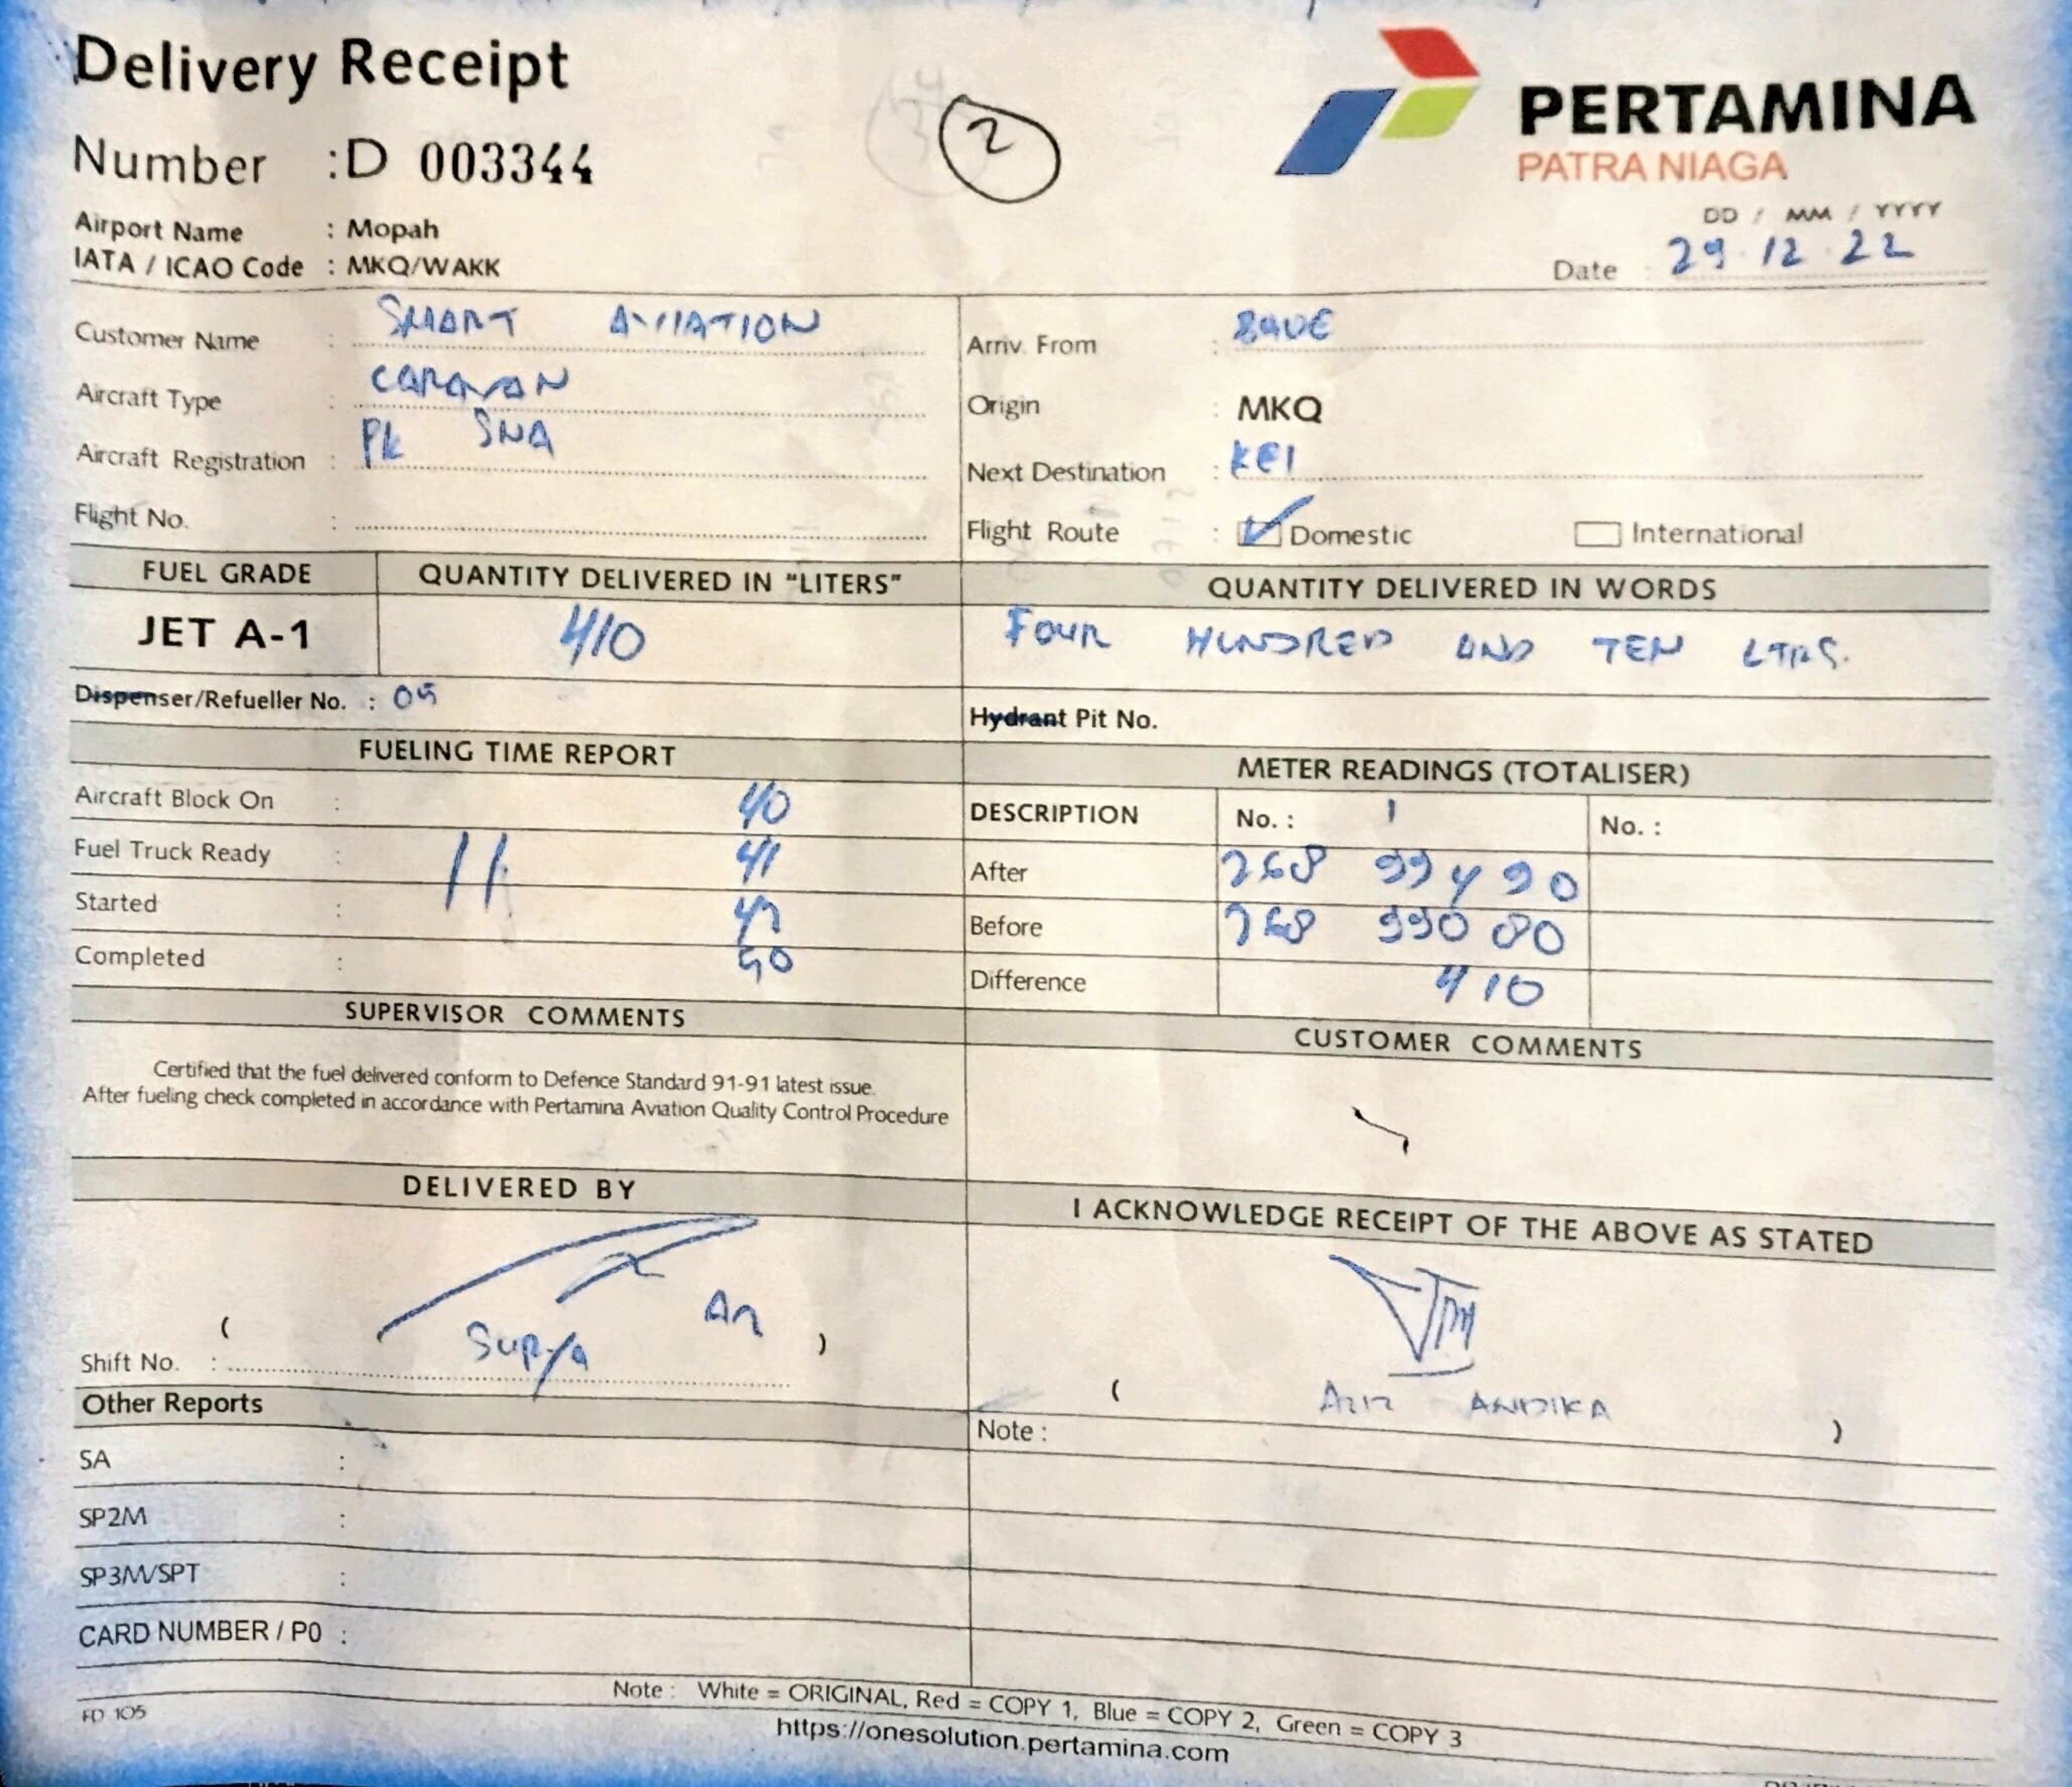 Delivery Receipt
Number :D 003344
2
PERTAMINA
PATRA NIAGA
Airport Name : Mopah
IATA / ICAO Code : MKQ/WAKK
DD / MM / YYYY
Date : 29 . 12 . 22
Customer Name : SMART AVIATION
Aircraft Type : CARAVAN
Aircraft Registration : PK SNA
Flight No. :
Arriv. From :
Origin : MKQ
Next Destination : KEI
Flight Route : Domestic International
FUEL GRADE QUANTITY DELIVERED IN "LITERS" QUANTITY DELIVERED IN WORDS
JET A-1 410 FOUR HUNDRED AND TEN LTRS.
Dispenser/Refueller No. : 05
Hydrant Pit No.
FUELING TIME REPORT
Aircraft Block On : 40
Fuel Truck Ready : 11 41
Started :
Completed : 50
METER READINGS (TOTALISER)
DESCRIPTION No. : 1 No. :
After 268 99490
Before 268 99080
Difference 410
SUPERVISOR COMMENTS
Certified that the fuel delivered conform to Defence Standard 91-91 latest issue.
After fueling check completed in accordance with Pertamina Aviation Quality Control Procedure
CUSTOMER COMMENTS
DELIVERED BY
( Surya )
Shift No. :
I ACKNOWLEDGE RECEIPT OF THE ABOVE AS STATED
( AZIZ ANDIKA )
Other Reports
Note :
SA :
SP2M :
SP3M/SPT :
CARD NUMBER / P0 :
Note : White = ORIGINAL, Red = COPY 1, Blue = COPY 2, Green = COPY 3
FD 105
https://onesolution.pertamina.com